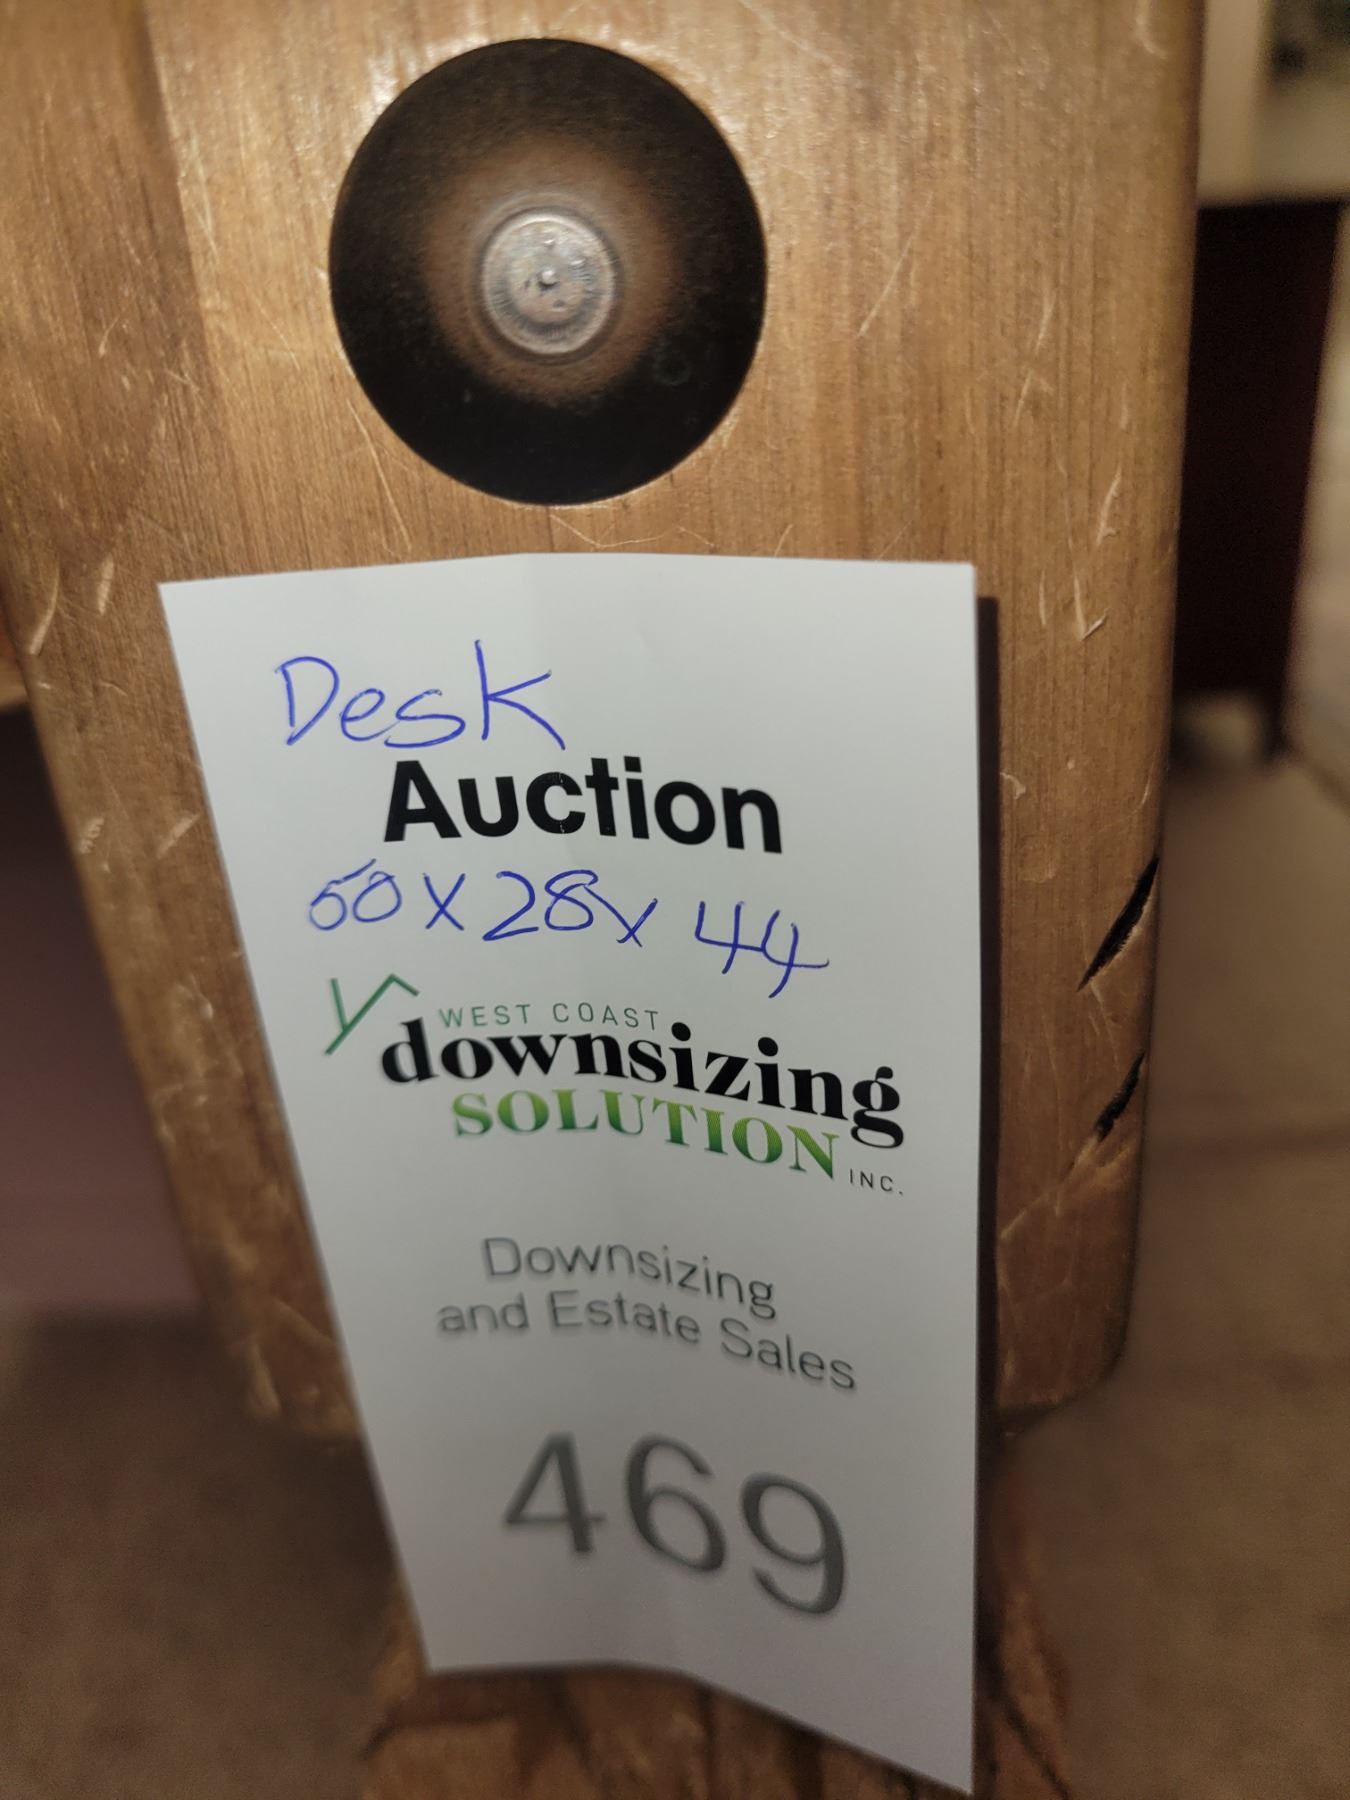 Desk
Auction
50 x 28 x 44
WEST COAST
downsizing
SOLUTION INC.
Downsizing
and Estate Sales
469